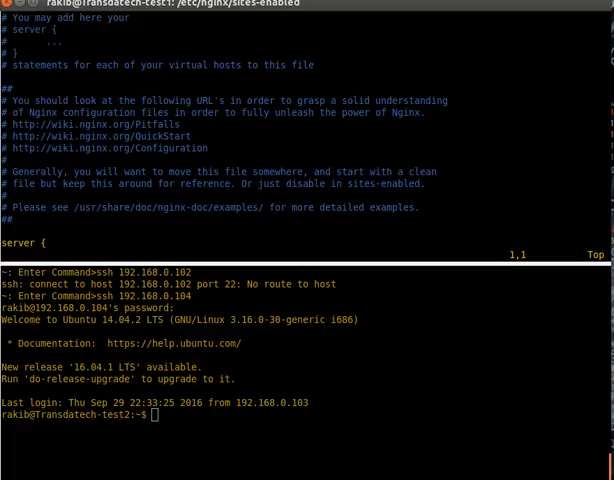 rakib@Transdatech-test1: /etc/nginx/sites-enabled
# You may add here your
# server {
#       ...
# }
# statements for each of your virtual hosts to this file
##
# You should look at the following URL's in order to grasp a solid understanding
# of Nginx configuration files in order to fully unleash the power of Nginx.
# http://wiki.nginx.org/Pitfalls
# http://wiki.nginx.org/QuickStart
# http://wiki.nginx.org/Configuration
#
# Generally, you will want to move this file somewhere, and start with a clean
# file but keep this around for reference. Or just disable in sites-enabled.
#
# Please see /usr/share/doc/nginx-doc/examples/ for more detailed examples.
##
server {
1,1 Top
~: Enter Command>ssh 192.168.0.102
ssh: connect to host 192.168.0.102 port 22: No route to host
~: Enter Command>ssh 192.168.0.104
rakib@192.168.0.104's password:
Welcome to Ubuntu 14.04.2 LTS (GNU/Linux 3.16.0-30-generic i686)
* Documentation:  https://help.ubuntu.com/
New release '16.04.1 LTS' available.
Run 'do-release-upgrade' to upgrade to it.
Last login: Thu Sep 29 22:33:25 2016 from 192.168.0.103
rakib@Transdatech-test2:~$